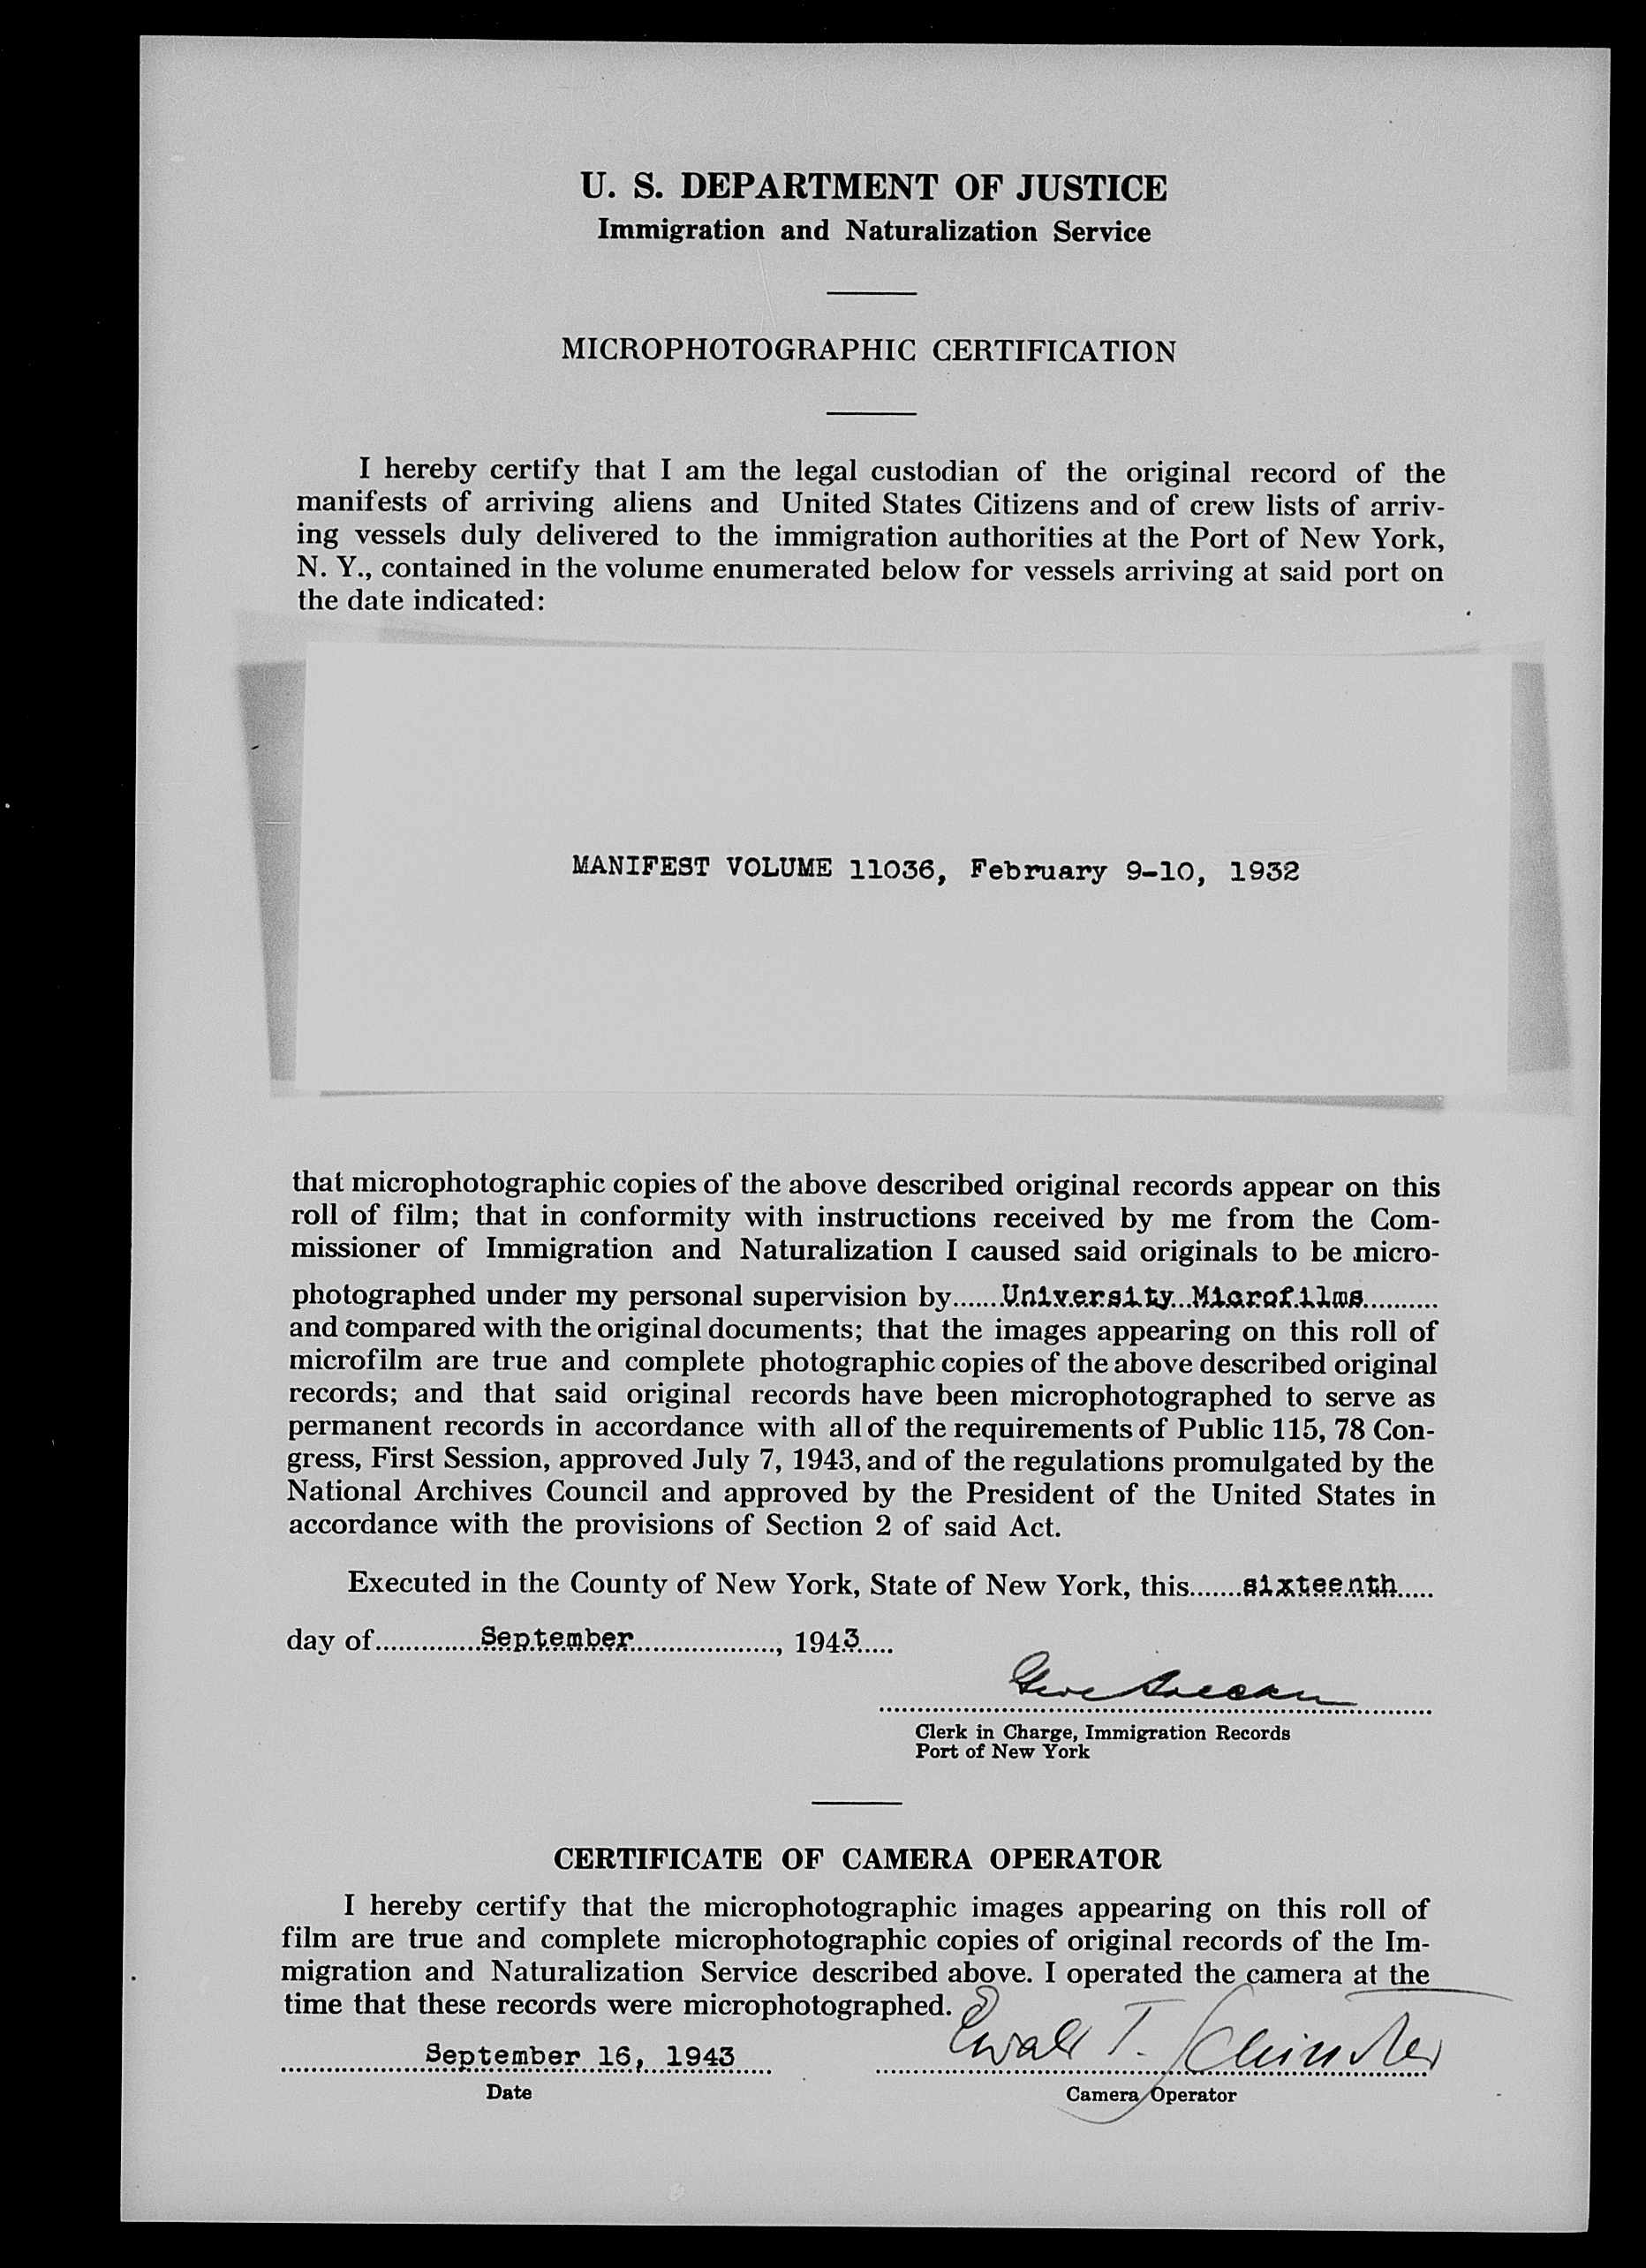 U. S. DEPARTMENT OF JUSTICE
Immigration and Naturalization Service
MICROPHOTOGRAPHIC CERTIFICATION
I hereby certify that I am the legal custodian of the original record of the
manifests of arriving aliens and United States Citizens and of crew lists of arriv-
ing vessels duly delivered to the immigration authorities at the Port of New York,
N. Y., contained in the volume enumerated below for vessels arriving at said port on
the date indicated:
MANIFEST VOLUME 11036, February 9-10, 1932
that microphotographic copies of the above described original records appear on this
roll of film; that in conformity with instructions received by me from the Com-
missioner of Immigration and Naturalization I caused said originals to be micro-
photographed under my personal supervision by......University Microfilms..........
and compared with the original documents; that the images appearing on this roll of
microfilm are true and complete photographic copies of the above described original
records; and that said original records have been microphotographed to serve as
permanent records in accordance with all of the requirements of Public 115, 78 Con-
gress, First Session, approved July 7, 1943, and of the regulations promulgated by the
National Archives Council and approved by the President of the United States in
accordance with the provisions of Section 2 of said Act.
Executed in the County of New York, State of New York, this.......sixteenth.....
day of..............September..................., 1943.....
Clerk in Charge, Immigration Records
Port of New York
CERTIFICATE OF CAMERA OPERATOR
I hereby certify that the microphotographic images appearing on this roll of
film are true and complete microphotographic copies of original records of the Im-
migration and Naturalization Service described above. I operated the camera at the
time that these records were microphotographed.
September 16, 1943
Date
Camera Operator